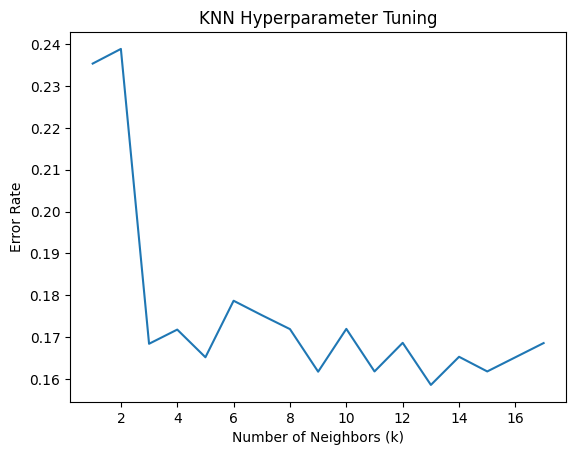 KNN Hyperparameter Tuning
0.24
0.23
0.22
0.21
0.20
0.19
0.18
0.17
0.16
Error Rate
2 4 6 8 10 12 14 16
Number of Neighbors (k)